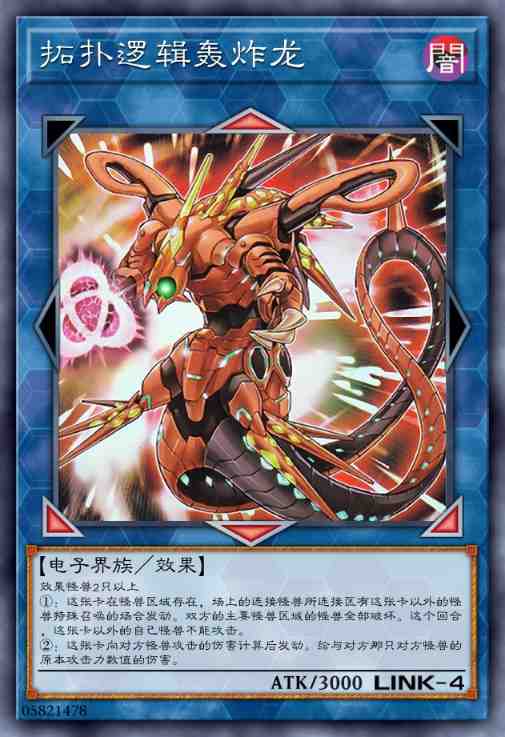 拓扑逻辑轰炸龙
闇
【电子界族／效果】
效果怪兽2只以上
①：这张卡在怪兽区域存在，场上的连接怪兽所连接区有这张卡以外的怪
兽特殊召唤的场合发动。双方的主要怪兽区域的怪兽全部破坏。这个回合
，这张卡以外的自己怪兽不能攻击。
②：这张卡向对方怪兽攻击的伤害计算后发动。给与对方那只对方怪兽的
原本攻击力数值的伤害。
ATK/3000 LINK-4
05821478